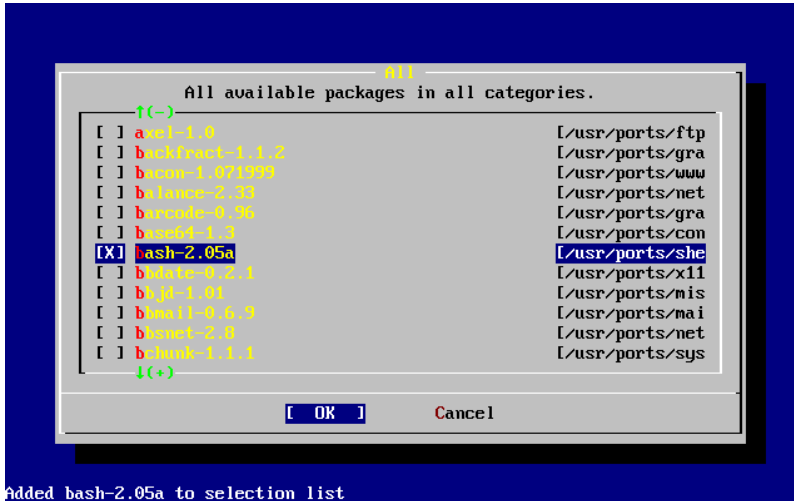 All
All available packages in all categories.
↑(-)
[ ] axel-1.0 [/usr/ports/ftp
[ ] backfract-1.1.2 [/usr/ports/gra
[ ] bacon-1.071999 [/usr/ports/www
[ ] balance-2.33 [/usr/ports/net
[ ] barcode-0.96 [/usr/ports/gra
[ ] base64-1.3 [/usr/ports/con
[X] bash-2.05a [/usr/ports/she
[ ] bbdate-0.2.1 [/usr/ports/x11
[ ] bbjd-1.01 [/usr/ports/mis
[ ] bbmail-0.6.9 [/usr/ports/mai
[ ] bbsnet-2.8 [/usr/ports/net
[ ] bchunk-1.1.1 [/usr/ports/sys
↓(+)
[ OK ] Cancel
Added bash-2.05a to selection list